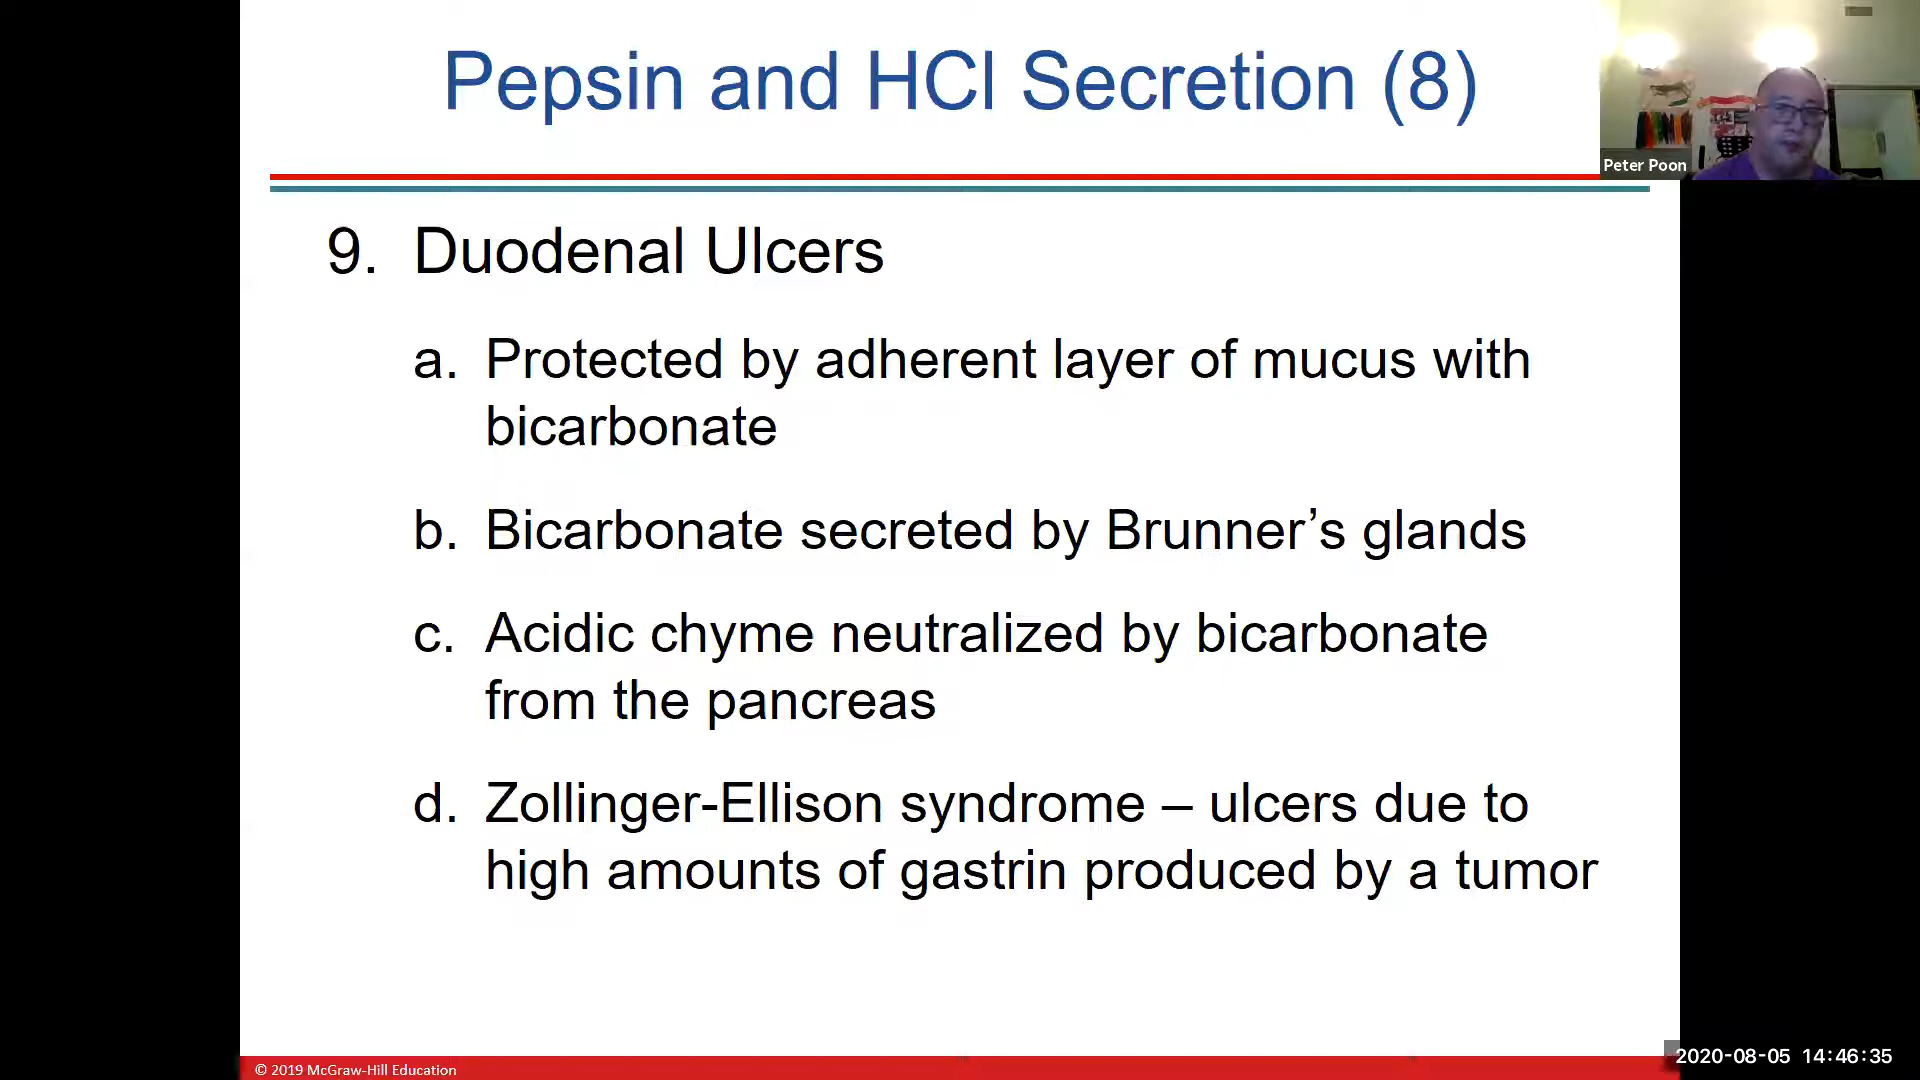 Pepsin and HCl Secretion (8)
Peter Poon
9. Duodenal Ulcers
a. Protected by adherent layer of mucus with
bicarbonate
b. Bicarbonate secreted by Brunner’s glands
c. Acidic chyme neutralized by bicarbonate
from the pancreas
d. Zollinger-Ellison syndrome – ulcers due to
high amounts of gastrin produced by a tumor
© 2019 McGraw-Hill Education
2020-08-05 14:46:35